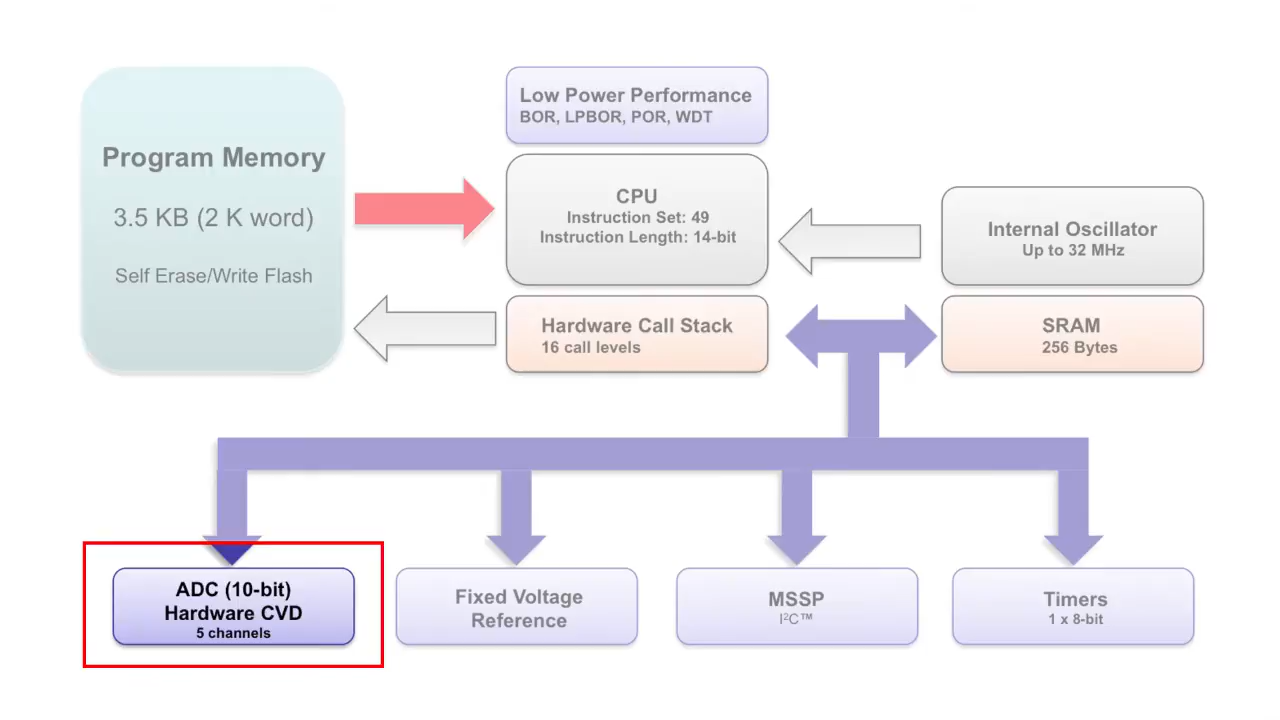 Program Memory
3.5 KB (2 K word)
Self Erase/Write Flash
Low Power Performance
BOR, LPBOR, POR, WDT
CPU
Instruction Set: 49
Instruction Length: 14-bit
Internal Oscillator
Up to 32 MHz
Hardware Call Stack
16 call levels
SRAM
256 Bytes
ADC (10-bit)
Hardware CVD
5 channels
Fixed Voltage
Reference
MSSP
I²C™
Timers
1 x 8-bit